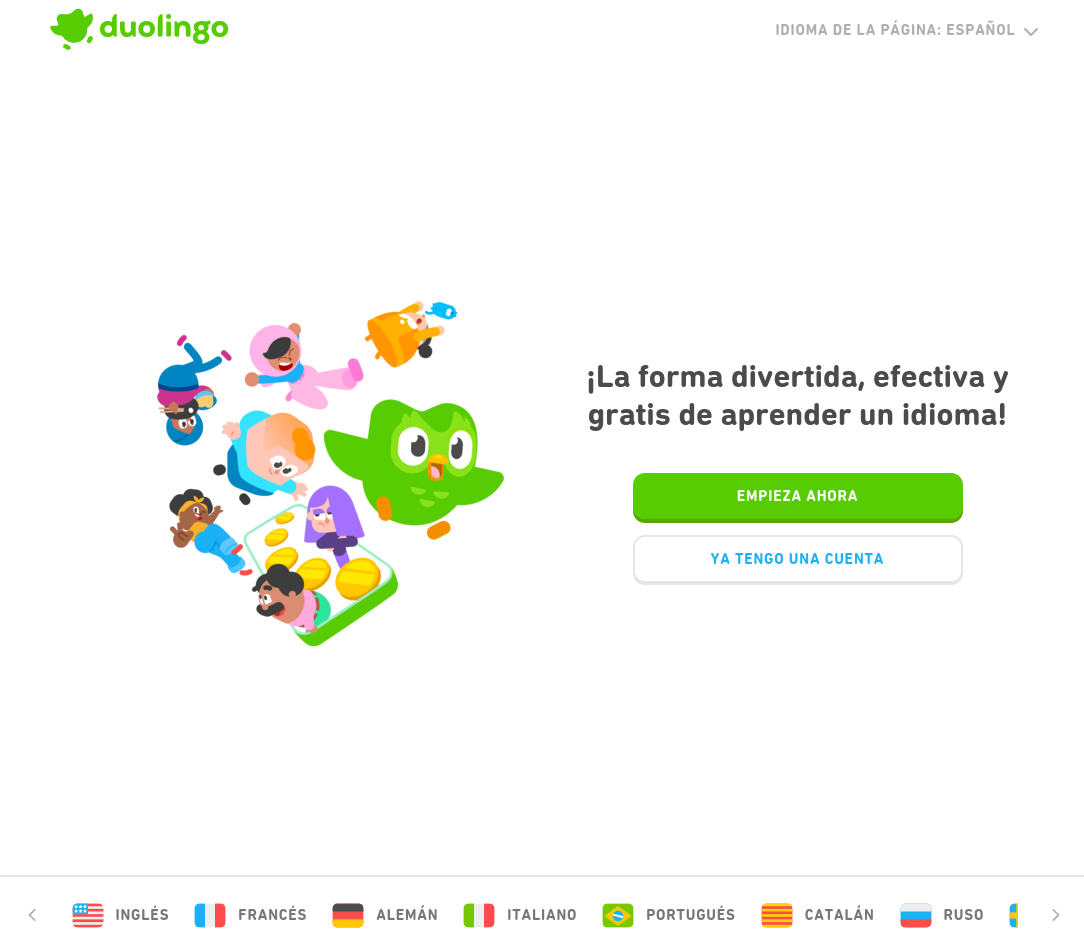 duolingo
IDIOMA DE LA PÁGINA: ESPAÑOL
¡La forma divertida, efectiva y
gratis de aprender un idioma!
EMPIEZA AHORA
YA TENGO UNA CUENTA
INGLÉS FRANCÉS ALEMÁN ITALIANO PORTUGUÉS CATALÁN RUSO